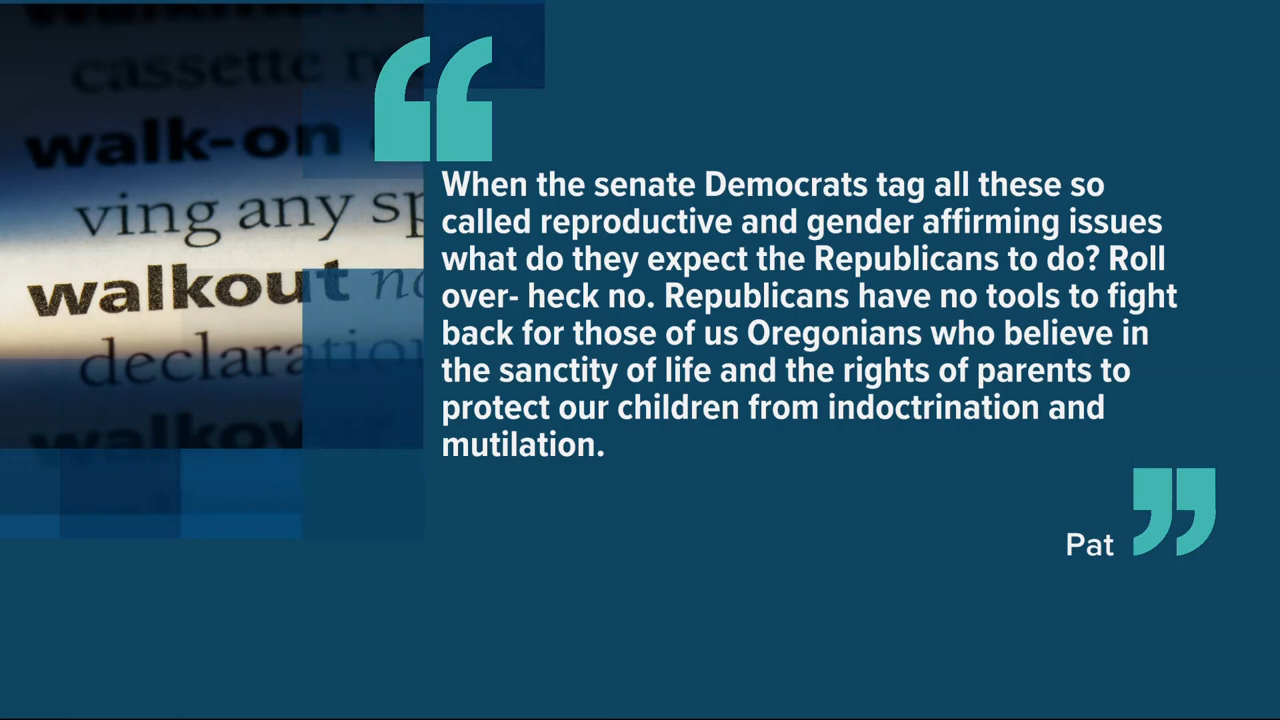 cassette r
walk-on
ving any sp
walkout no
declaration
walkover
“
When the senate Democrats tag all these so
called reproductive and gender affirming issues
what do they expect the Republicans to do? Roll
over- heck no. Republicans have no tools to fight
back for those of us Oregonians who believe in
the sanctity of life and the rights of parents to
protect our children from indoctrination and
mutilation.
Pat ”